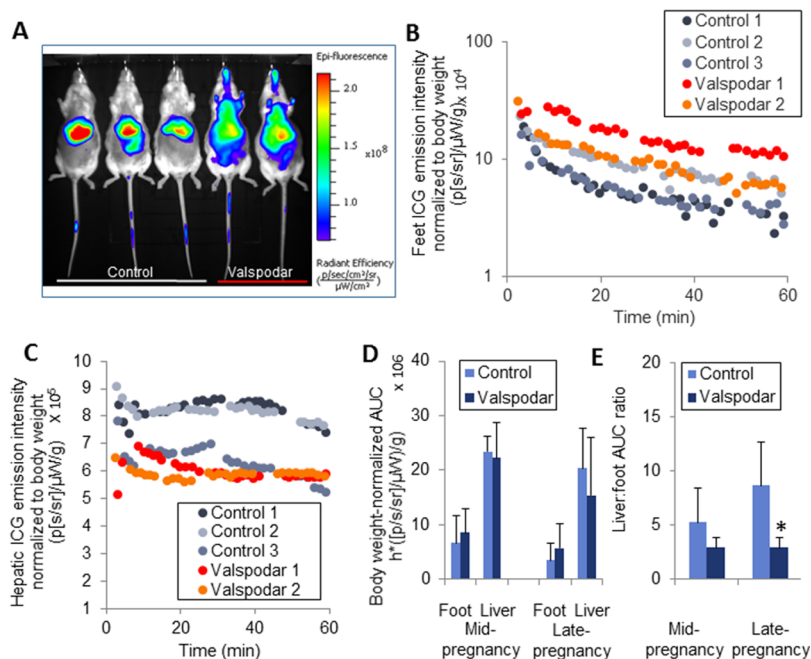 A
Epi-fluorescence
2.0
1.5
x10⁸
1.0
Radiant Efficiency
(p/sec/cm²/sr
µW/cm²)
Control
Valspodar
B
Feet ICG emission intensity
normalized to body weight
(p[s/sr]/µW/g)x 10⁴
100
10
1
0
20
40
60
Time (min)
Control 1
Control 2
Control 3
Valspodar 1
Valspodar 2
C
Hepatic ICG emission intensity
normalized to body weight
(p[s/sr]/µW/g) X 10⁵
10
9
8
7
6
5
4
3
2
1
0
20
40
60
Time (min)
Control 1
Control 2
Control 3
Valspodar 1
Valspodar 2
D
Body weight-normalized AUC
h*([p/s/sr]/µW)/g)
x 106
40
30
20
10
0
Control
Valspodar
Foot Liver Foot Liver
Mid- Late-
pregnancy pregnancy
E
Liver:foot AUC ratio
20
15
10
5
0
Control
Valspodar
*
Mid- Late-
pregnancy pregnancy